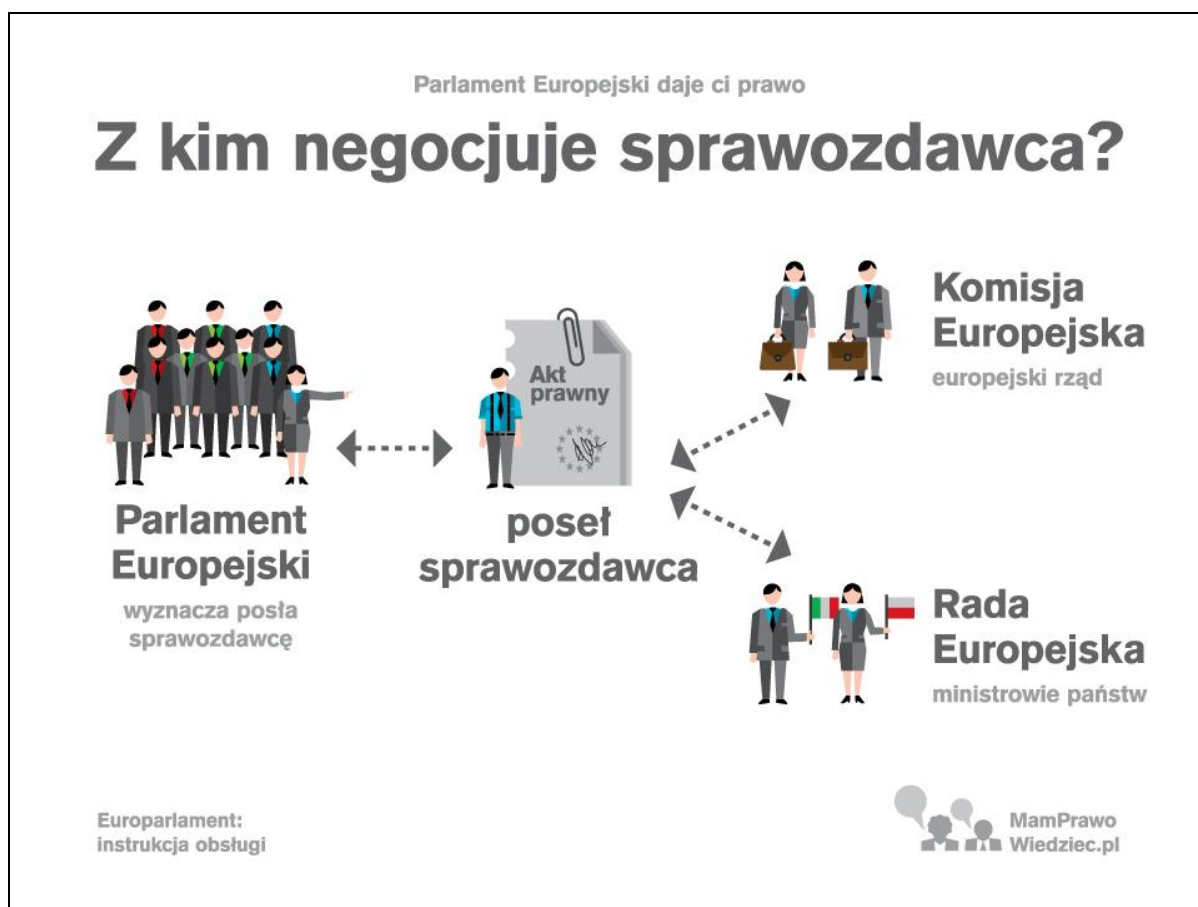 Parlament Europejski daje ci prawo
Z kim negocjuje sprawozdawca?
Parlament
Europejski
wyznacza posła
sprawozdawcę
Akt
prawny
poseł
sprawozdawca
Komisja
Europejska
europejski rząd
Rada
Europejska
ministrowie państw
Europarlament:
instrukcja obsługi
MamPrawo
Wiedziec.pl